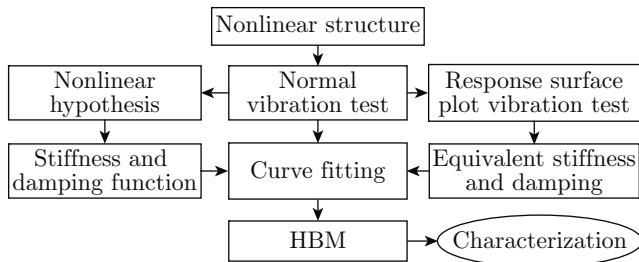 Nonlinear structure
Nonlinear
hypothesis
Normal
vibration test
Response surface
plot vibration test
Stiffness and
damping function
Curve fitting
Equivalent stiffness
and damping
HBM
Characterization